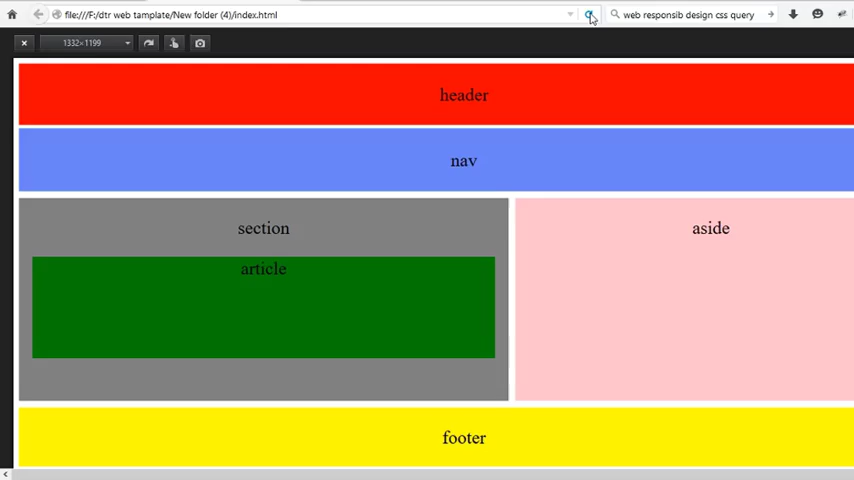 file:///F:/dtr web tamplate/New folder (4)/index.html
web responsib design css query
1332×1199
header
nav
section
aside
article
footer